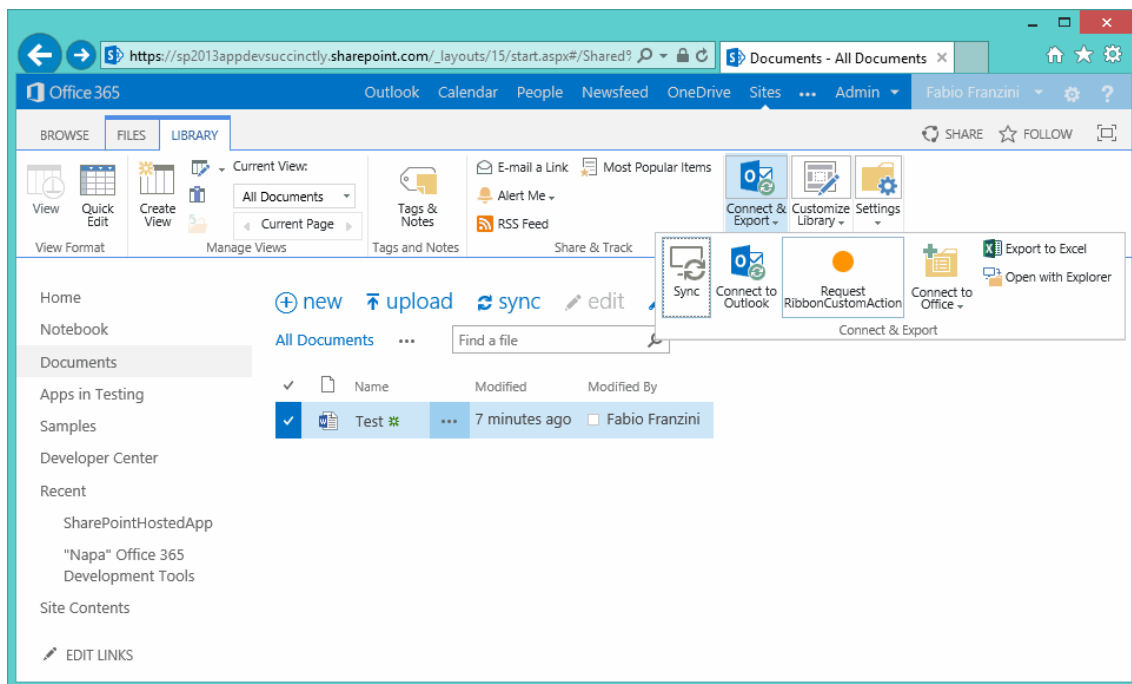 https://sp2013appdevsuccinctly.sharepoint.com/_layouts/15/start.aspx#/Shared%
Documents - All Documents
Office 365
Outlook Calendar People Newsfeed OneDrive Sites ••• Admin Fabio Franzini ?
BROWSE FILES LIBRARY
SHARE FOLLOW
View
Quick Edit
Create View
Current View:
All Documents
Current Page
Tags & Notes
E-mail a Link
Most Popular Items
Alert Me
RSS Feed
Connect & Export
Customize Library
Settings
View Format
Manage Views
Tags and Notes
Share & Track
Sync
Connect to Outlook
Request RibbonCustomAction
Connect to Office
Export to Excel
Open with Explorer
Connect & Export
Home
Notebook
Documents
Apps in Testing
Samples
Developer Center
Recent
SharePointHostedApp
"Napa" Office 365
Development Tools
Site Contents
EDIT LINKS
new upload sync edit
All Documents ••• Find a file
Name Modified Modified By
Test ••• 7 minutes ago Fabio Franzini